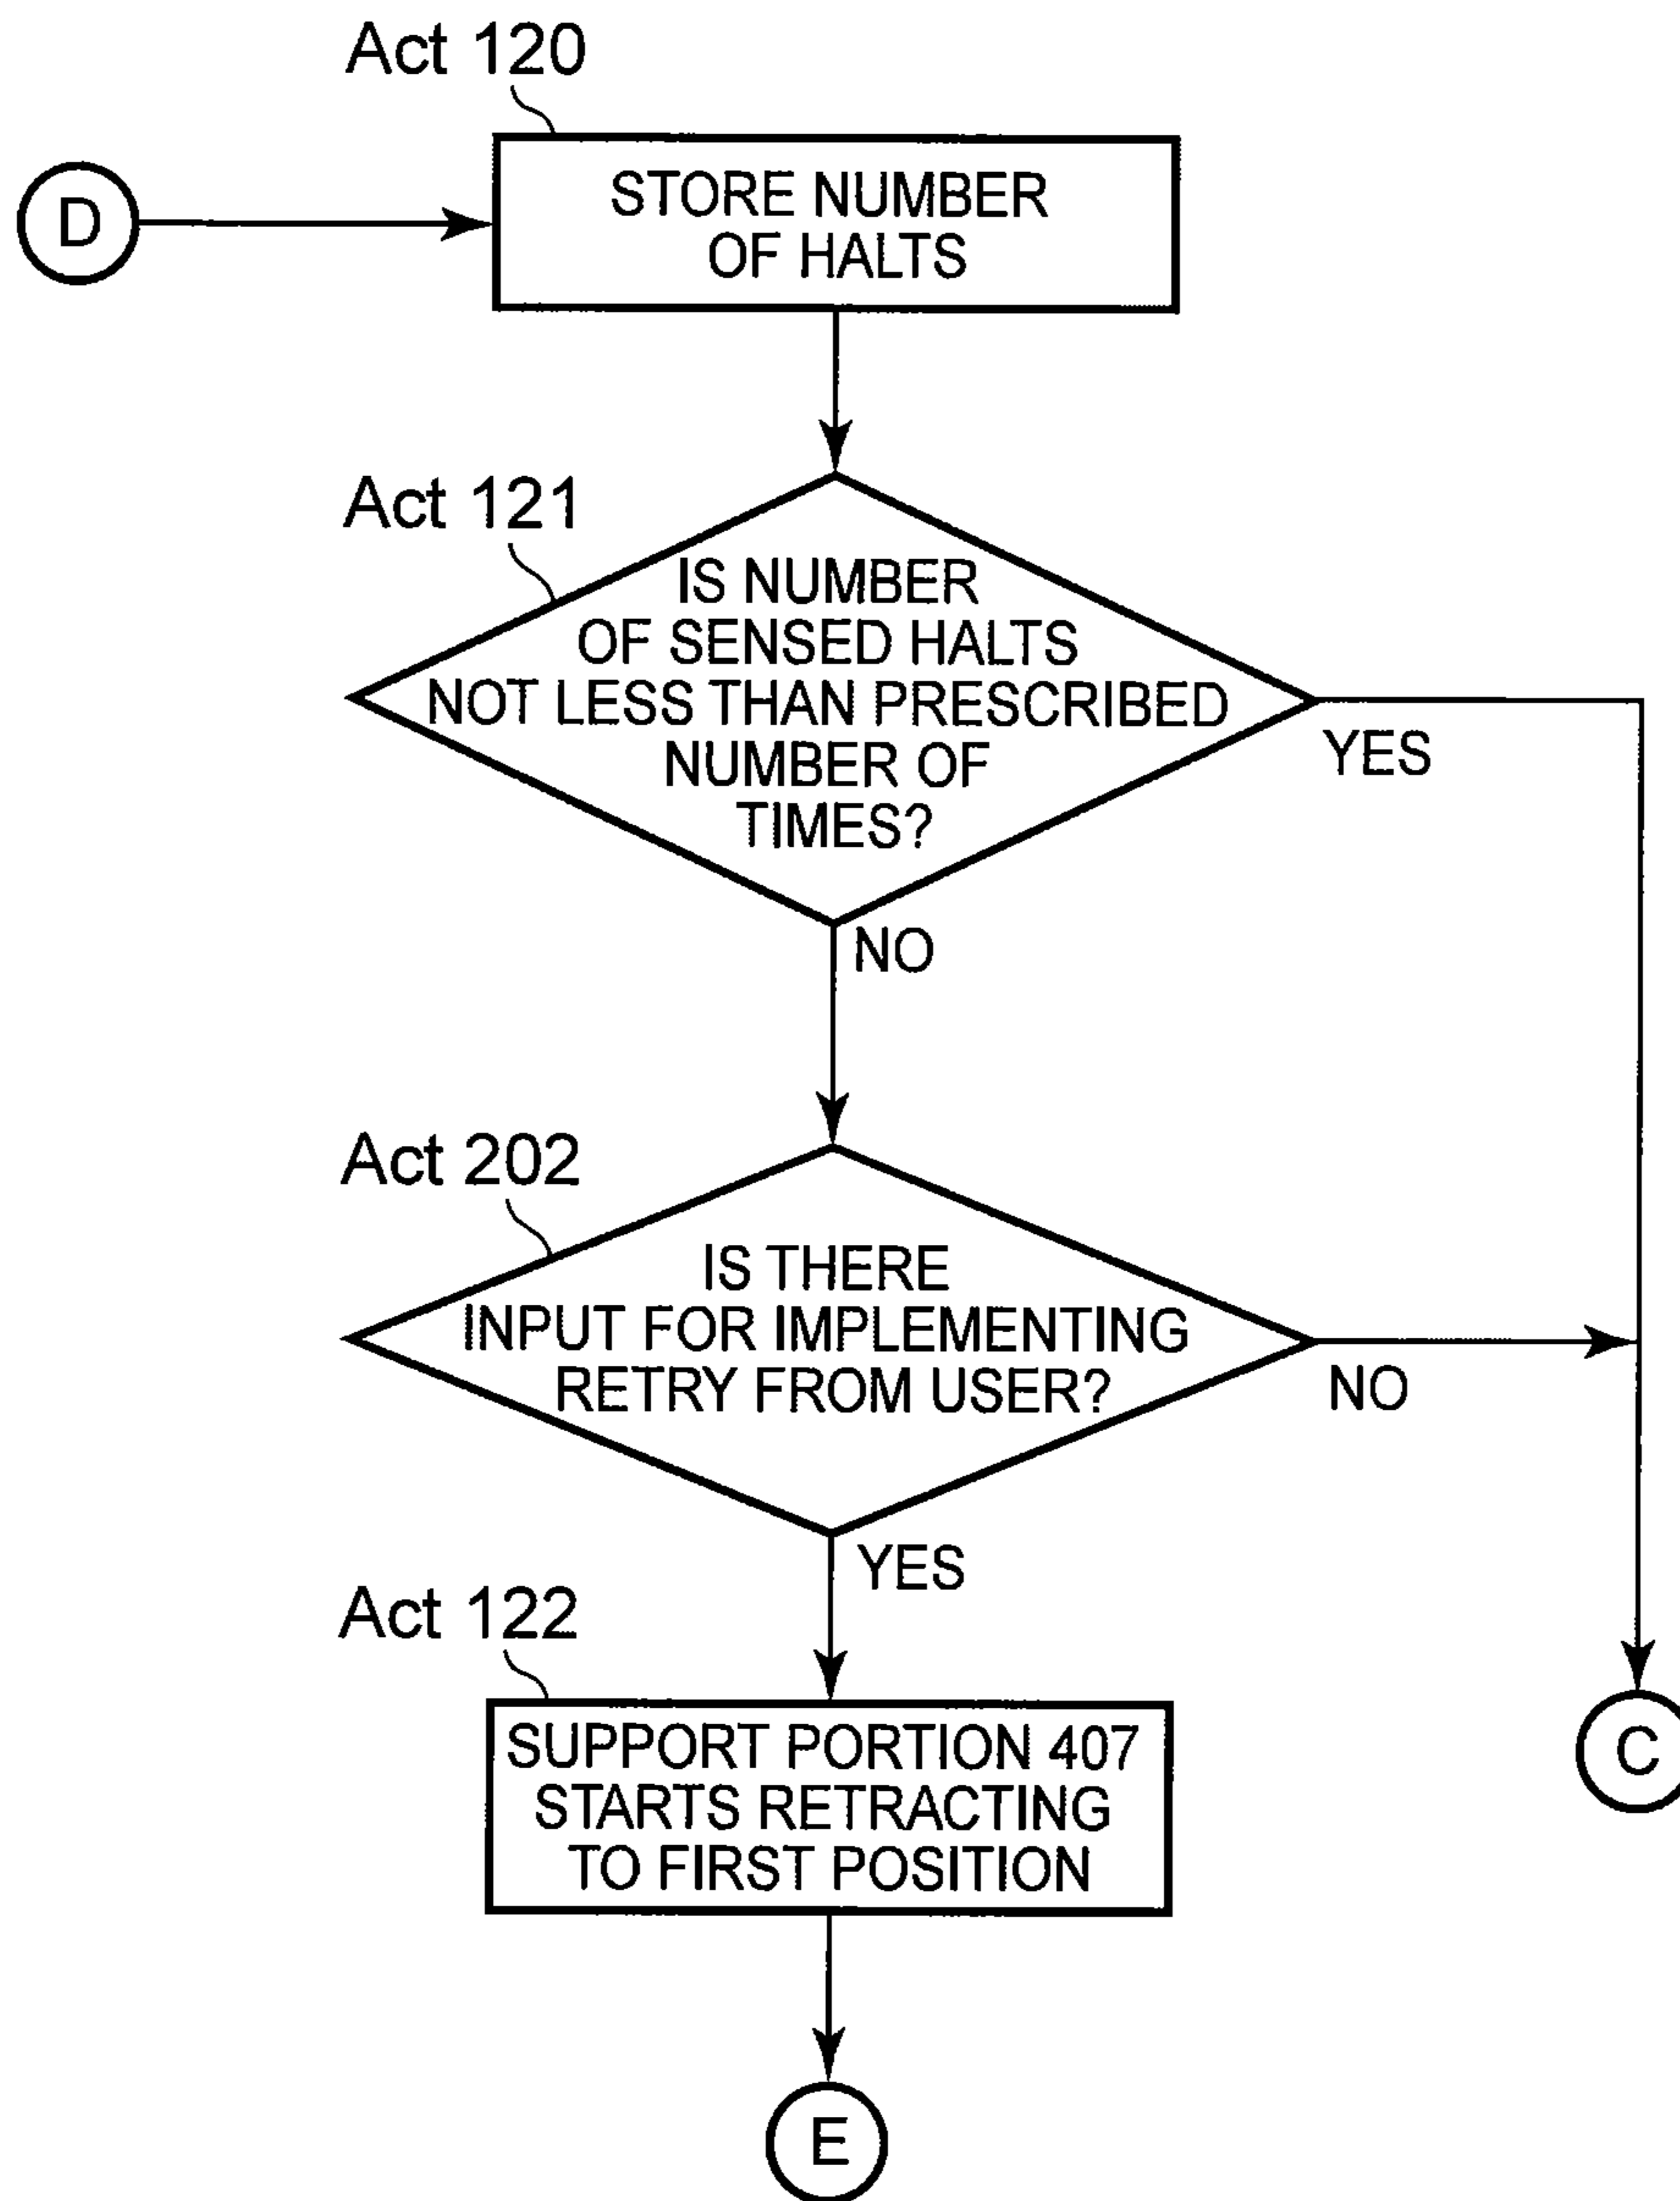 Act 120
D
STORE NUMBER
OF HALTS
Act 121
IS NUMBER
OF SENSED HALTS
NOT LESS THAN PRESCRIBED
NUMBER OF
TIMES?
YES
NO
Act 202
IS THERE
INPUT FOR IMPLEMENTING
RETRY FROM USER?
NO
YES
Act 122
SUPPORT PORTION 407
STARTS RETRACTING
TO FIRST POSITION
C
E